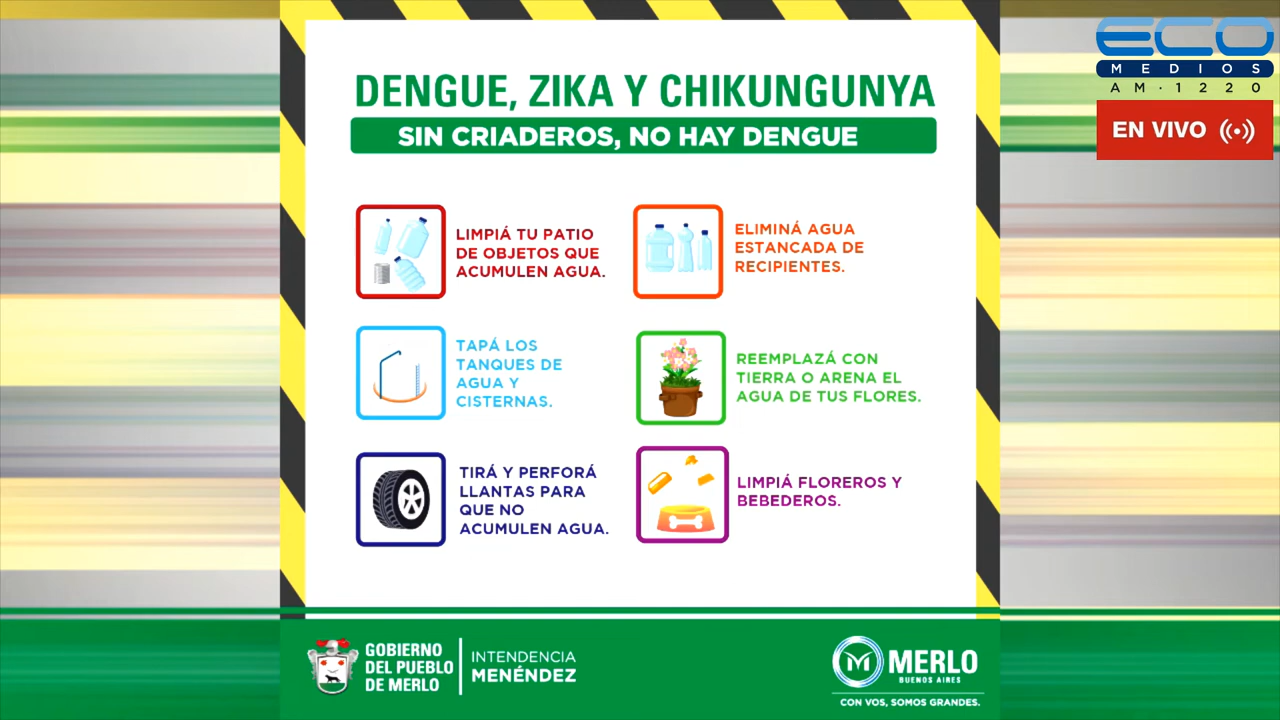 DENGUE, ZIKA Y CHIKUNGUNYA
SIN CRIADEROS, NO HAY DENGUE
LIMPIÁ TU PATIO
DE OBJETOS QUE
ACUMULEN AGUA.
ELIMINÁ AGUA
ESTANCADA DE
RECIPIENTES.
TAPÁ LOS
TANQUES DE
AGUA Y
CISTERNAS.
REEMPLAZÁ CON
TIERRA O ARENA EL
AGUA DE TUS FLORES.
TIRÁ Y PERFORÁ
LLANTAS PARA
QUE NO
ACUMULEN AGUA.
LIMPIÁ FLOREROS Y
BEBEDEROS.
GOBIERNO
DEL PUEBLO
DE MERLO
INTENDENCIA
MENÉNDEZ
MERLO
BUENOS AIRES
CON VOS, SOMOS GRANDES.
ECO
MEDIOS
AM·1220
EN VIVO